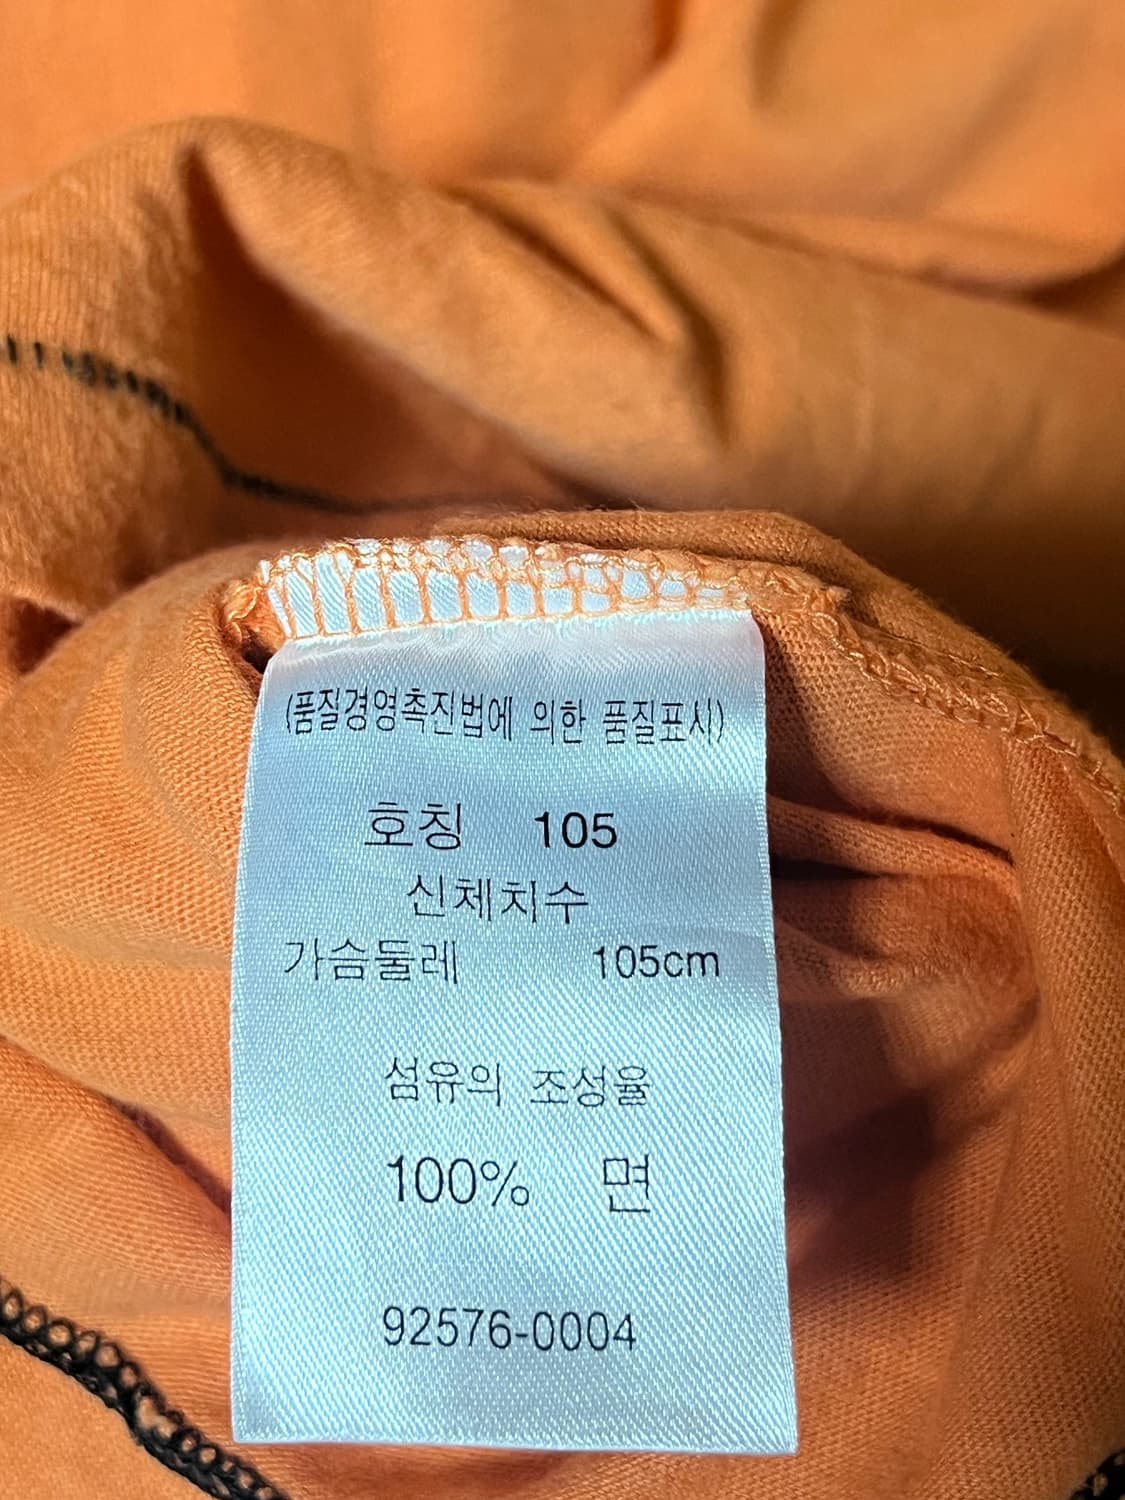 (품질경영촉진법에 의한 품질표시)
호칭 105
신체치수
가슴둘레 105cm
섬유의 조성율
100% 면
92576-0004